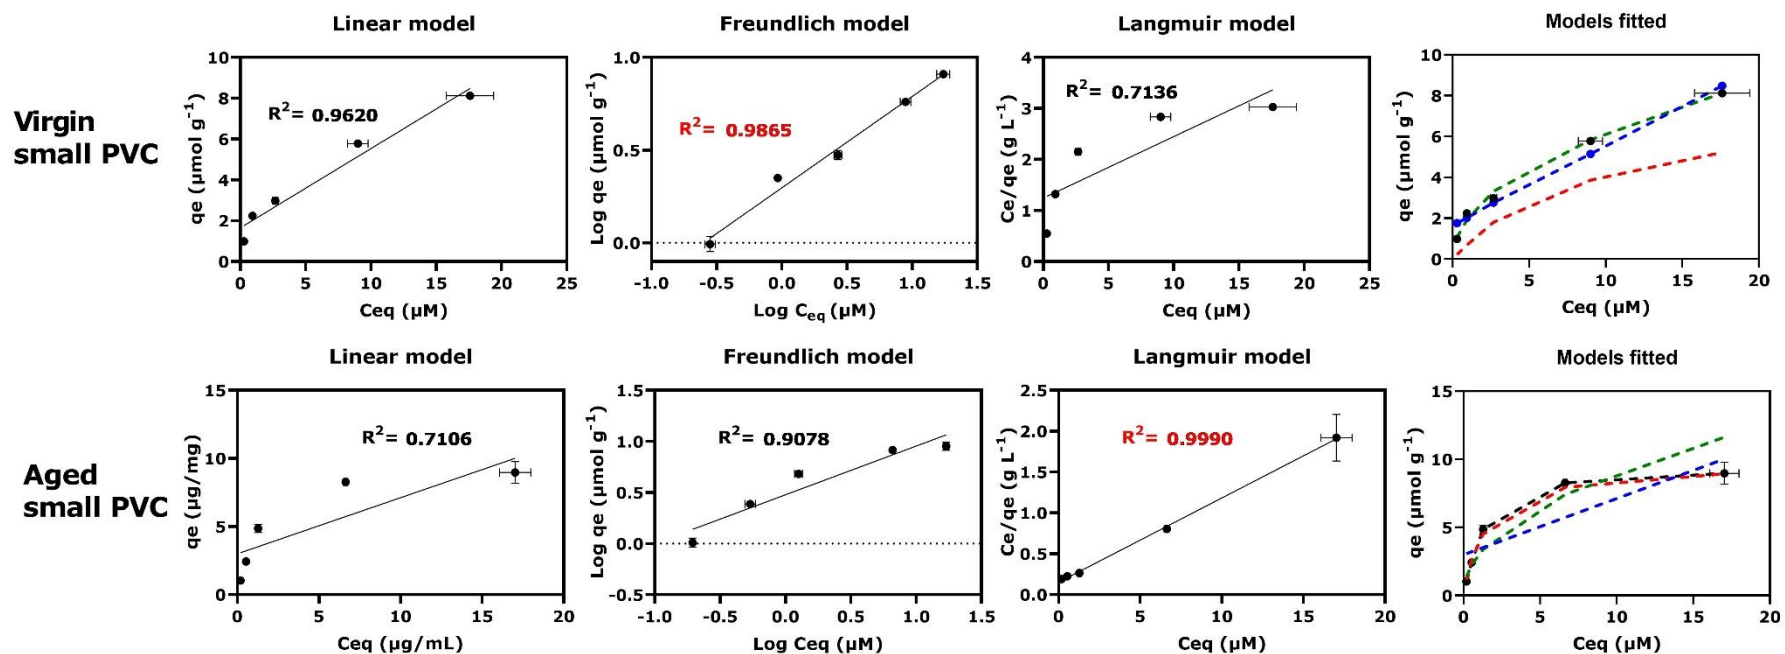 Virgin
small PVC
Linear model
qe (µmol g⁻¹)
10
8
6
4
2
0
R²= 0.9620
0 5 10 15 20 25
Ceq (µM)
Freundlich model
Log qe (µmol g⁻¹)
1.0
0.5
0.0
R²= 0.9865
-1.0 -0.5 0.0 0.5 1.0 1.5
Log Ceq (µM)
Langmuir model
Ce/qe (g L⁻¹)
4
3
2
1
0
R²= 0.7136
0 5 10 15 20 25
Ceq (µM)
Models fitted
qe (µmol g⁻¹)
10
8
6
4
2
0
0 5 10 15 20
Ceq (µM)
Aged
small PVC
Linear model
qe (µg/mg)
15
10
5
0
R²= 0.7106
0 5 10 15 20
Ceq (µg/mL)
Freundlich model
Log qe (µmol g⁻¹)
1.5
1.0
0.5
0.0
-0.5
R²= 0.9078
-1.0 -0.5 0.0 0.5 1.0 1.5
Log Ceq (µM)
Langmuir model
Ce/qe (g L⁻¹)
2.5
2.0
1.5
1.0
0.5
0.0
R²= 0.9990
0 5 10 15 20
Ceq (µM)
Models fitted
qe (µmol g⁻¹)
15
10
5
0
0 5 10 15 20
Ceq (µM)